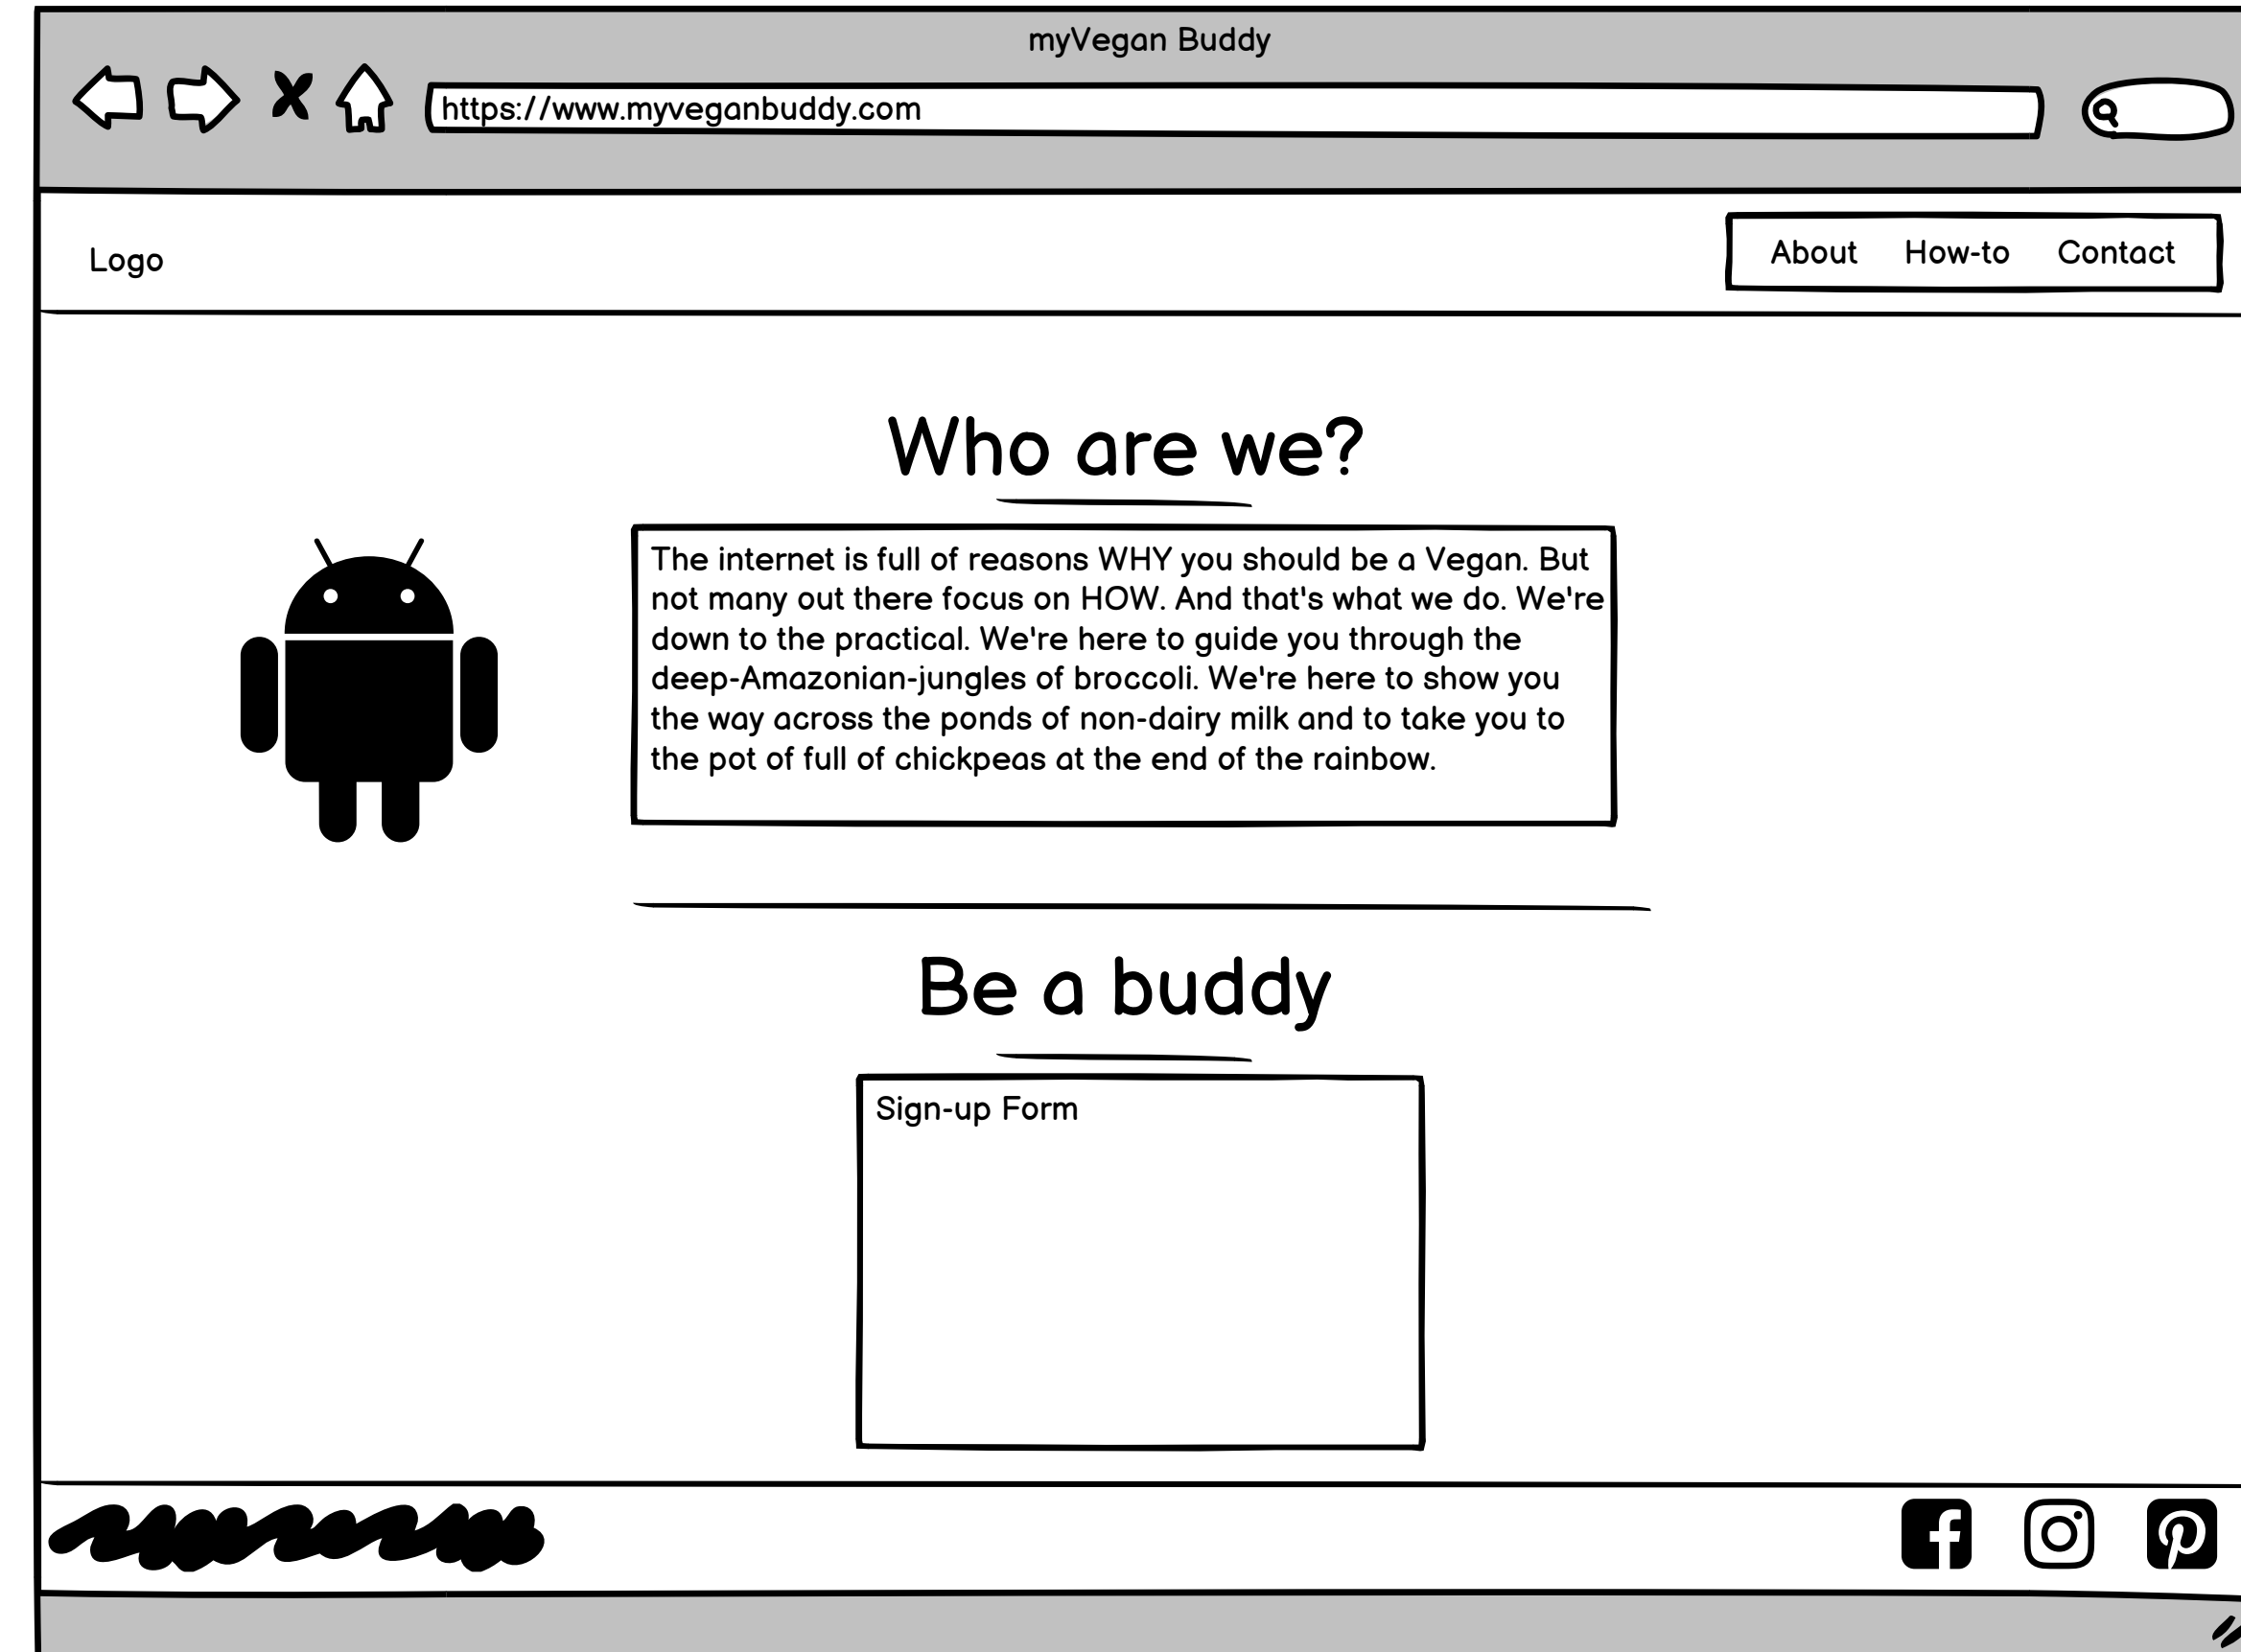 myVegan Buddy
https://www.myveganbuddy.com
Logo
About How-to Contact
Who are we?
The internet is full of reasons WHY you should be a Vegan. But
not many out there focus on HOW. And that's what we do. We're
down to the practical. We're here to guide you through the
deep-Amazonian-jungles of broccoli. We're here to show you
the way across the ponds of non-dairy milk and to take you to
the pot of full of chickpeas at the end of the rainbow.
Be a buddy
Sign-up Form